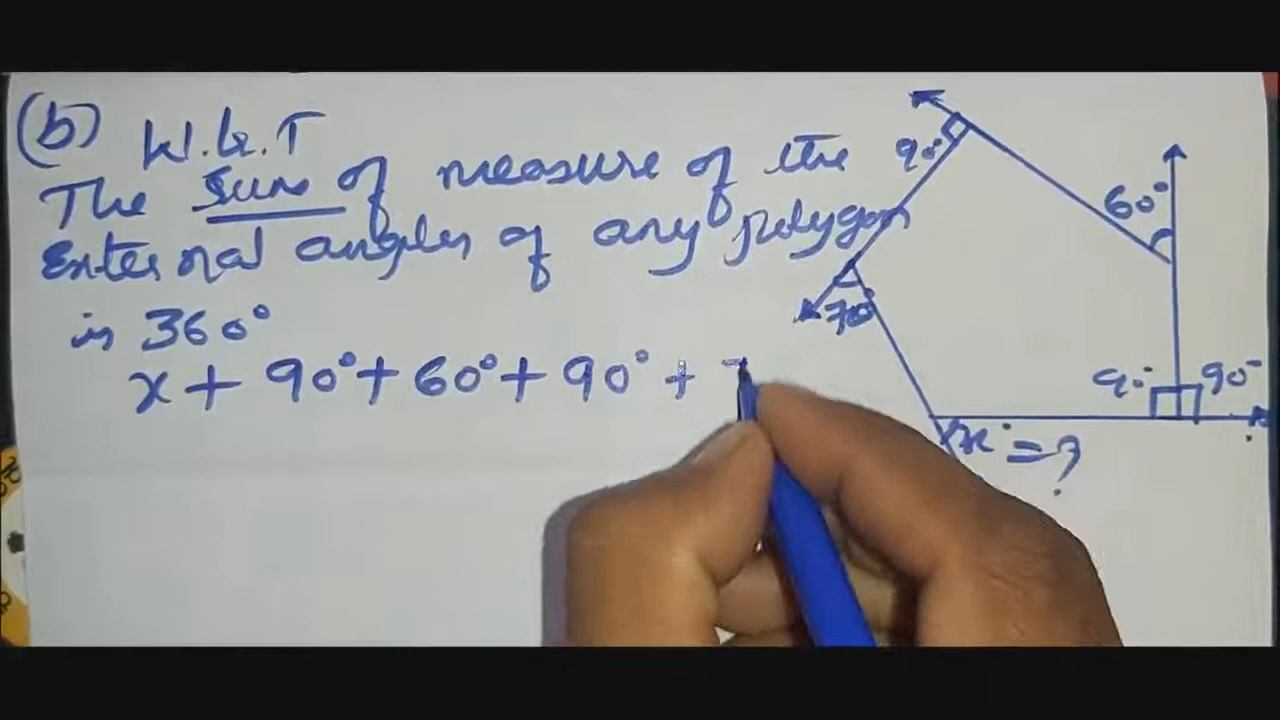 (b) W.K.T
The Sum of measure of the
External angles of any polygon
is 360°
x + 90° + 60° + 90° +
90°
60°
70°
90° 90°
x° = ?